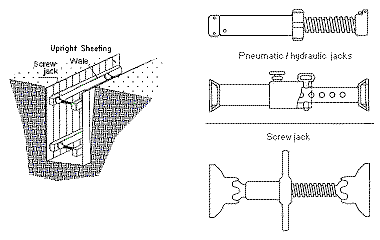 Upright Sheeting
Screw jack
Wale
Pneumatic / hydraulic jacks
Screw jack